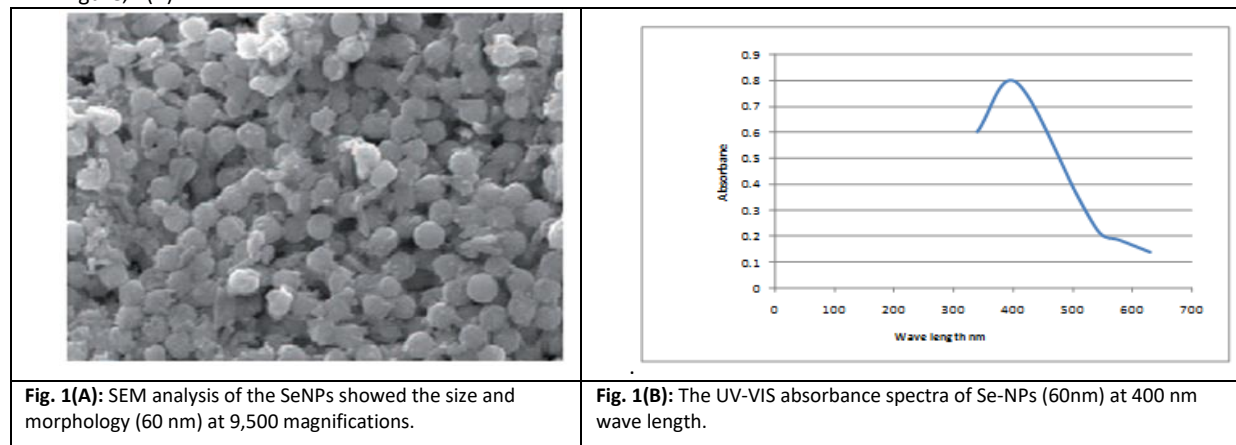 Absorbane
0.9
0.8
0.7
0.6
0.5
0.4
0.3
0.2
0.1
0
0 100 200 300 400 500 600 700
Wave length nm
.
Fig. 1(A): SEM analysis of the SeNPs showed the size and
morphology (60 nm) at 9,500 magnifications.
Fig. 1(B): The UV-VIS absorbance spectra of Se-NPs (60nm) at 400 nm
wave length.